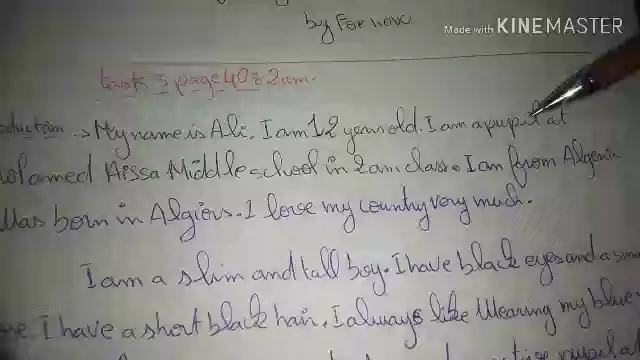 by For now
Made with KINEMASTER
task 3 page 40: 2am.
duction → My name is Ali. I am 12 years old. I am a pupil at
ohamed Aissa Middle school in 2am class. I am from Algeria
Was born in Algiers. I love my country very much.
I am a slim and tall boy. I have black eyes and a
I have a short black hair. I always like Wearing my blue